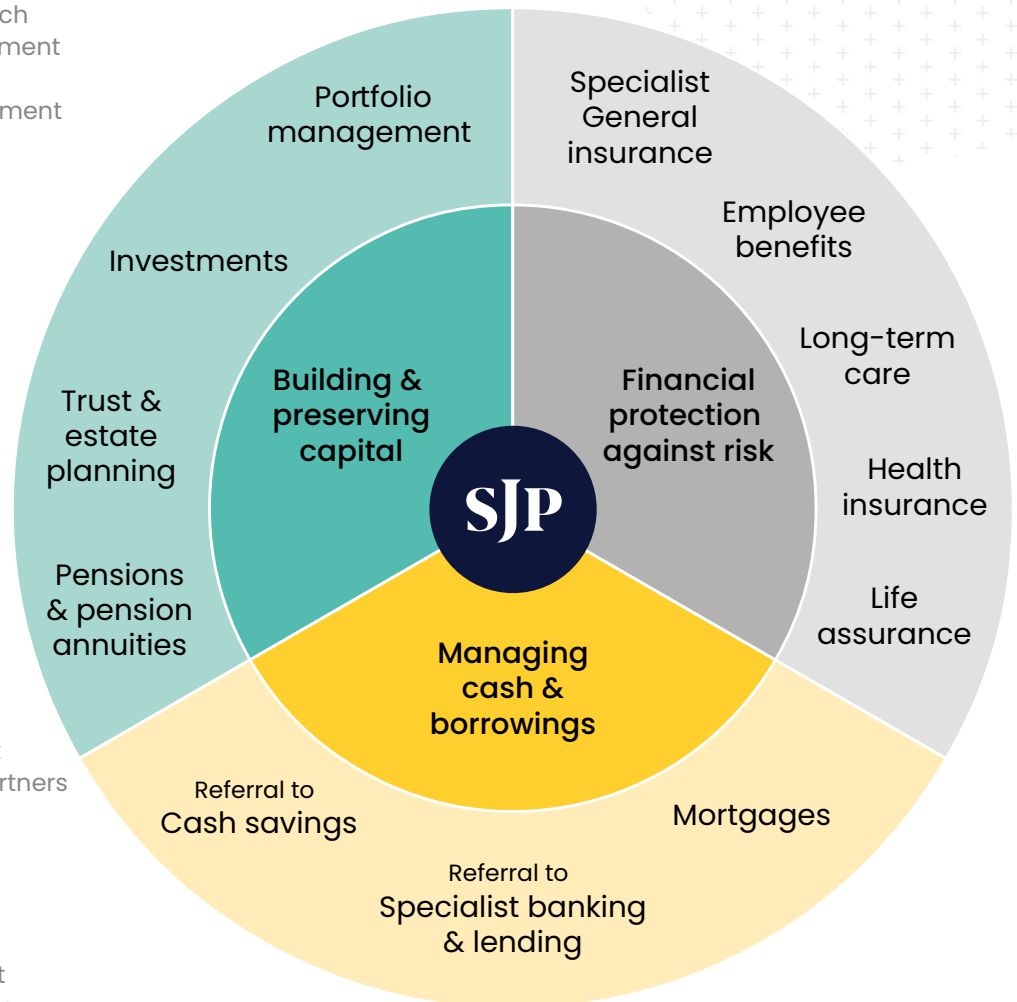 Portfolio
management
Investments
Trust &
estate
planning
Pensions
& pension
annuities
Building &
preserving
capital
Specialist
General
insurance
Employee
benefits
Long-term
care
Health
insurance
Life
assurance
Financial
protection
against risk
SJP
Managing
cash &
borrowings
Referral to
Cash savings
Referral to
Specialist banking
& lending
Mortgages